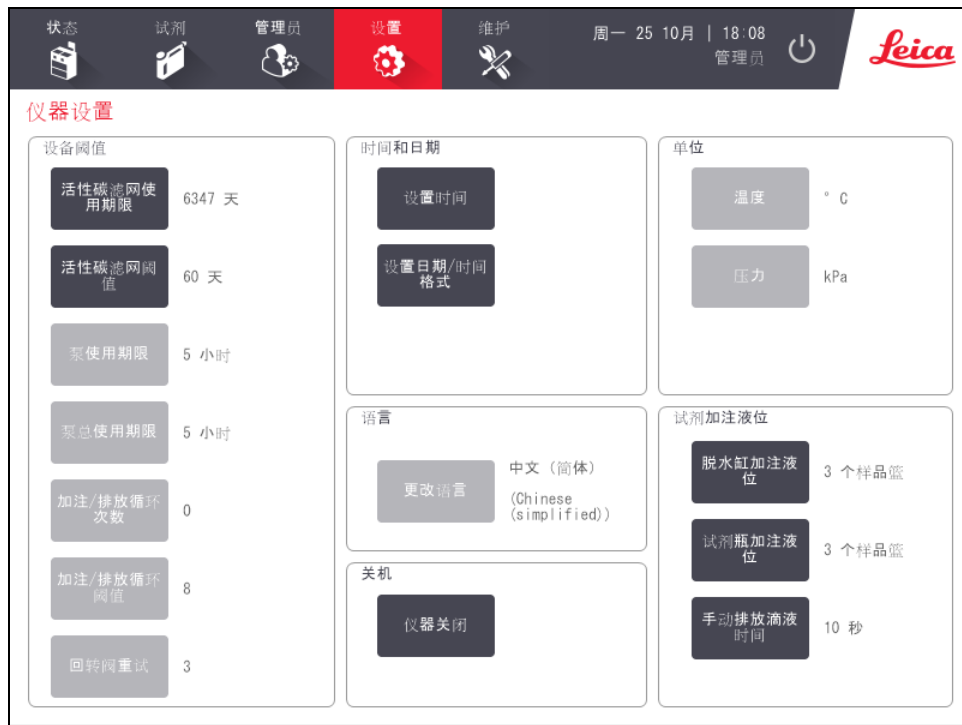 状态
试剂
管理员
设置
维护
周一 25 10月 | 18:08
管理员
Leica
仪器设置
设备阈值
活性碳滤网使
用期限
6347 天
活性碳滤网阈
值
60 天
泵使用期限
5 小时
泵总使用期限
5 小时
加注/排放循环
次数
0
加注/排放循环
阈值
8
回转阀重试
3
时间和日期
设置时间
设置日期/时间
格式
语言
更改语言
中文 (简体)
(Chinese
(simplified))
关机
仪器关闭
单位
温度
° C
压力
kPa
试剂加注液位
脱水缸加注液
位
3 个样品篮
试剂瓶加注液
位
3 个样品篮
手动排放滴液
时间
10 秒